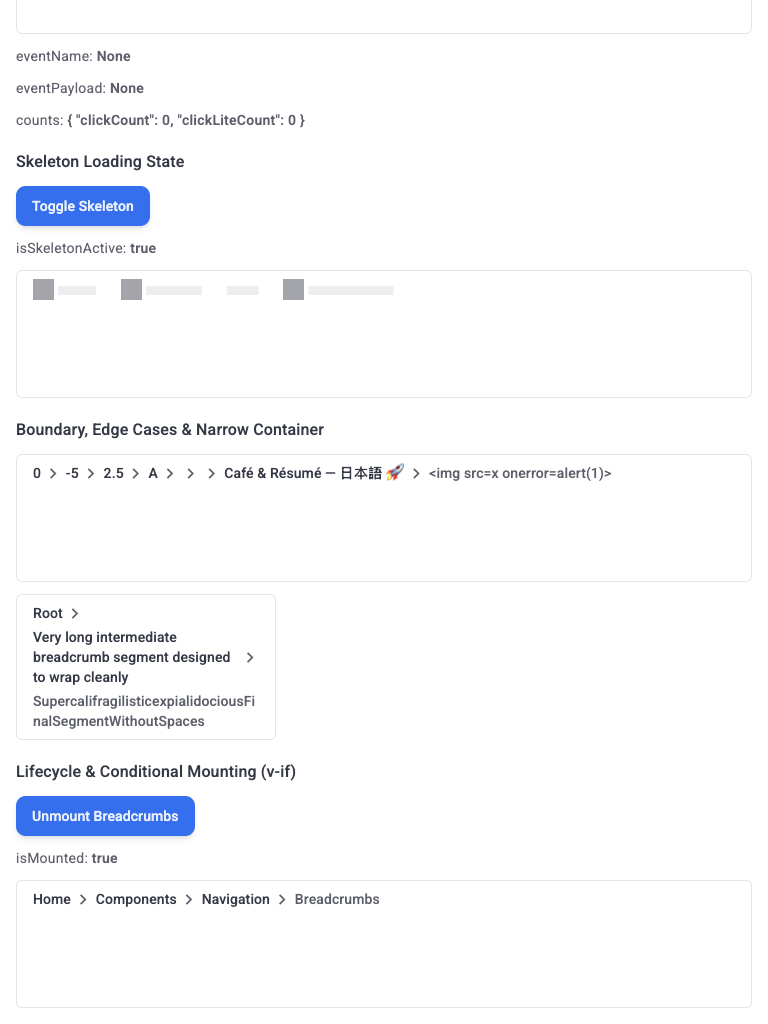 eventName: None
eventPayload: None
counts: { "clickCount": 0, "clickLiteCount": 0 }
Skeleton Loading State
Toggle Skeleton
isSkeletonActive: true
Boundary, Edge Cases & Narrow Container
0 > -5 > 2.5 > A > > > Café & Résumé — 日本語 🚀 > <img src=x onerror=alert(1)>
Root >
Very long intermediate
breadcrumb segment designed >
to wrap cleanly
SupercalifragilisticexpialidociousFi
nalSegmentWithoutSpaces
Lifecycle & Conditional Mounting (v-if)
Unmount Breadcrumbs
isMounted: true
Home > Components > Navigation > Breadcrumbs